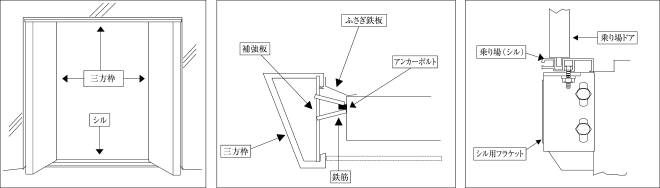 三方枠
シル
ふさぎ鉄板
補強板
アンカーボルト
三方枠
鉄筋
乗り場ドア
乗り場（シル）
シル用フラケット